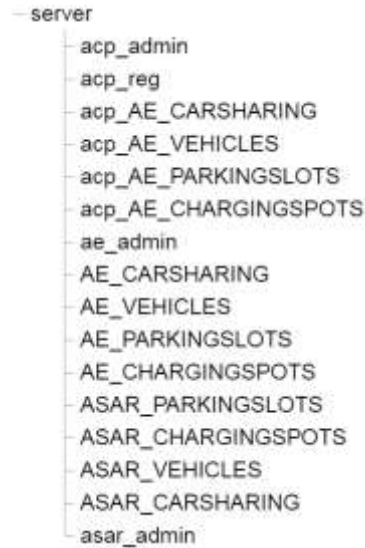 server
acp_admin
acp_reg
acp_AE_CARSHARING
acp_AE_VEHICLES
acp_AE_PARKINGSLOTS
acp_AE_CHARGINGSPOTS
ae_admin
AE_CARSHARING
AE_VEHICLES
AE_PARKINGSLOTS
AE_CHARGINGSPOTS
ASAR_PARKINGSLOTS
ASAR_CHARGINGSPOTS
ASAR_VEHICLES
ASAR_CARSHARING
asar_admin